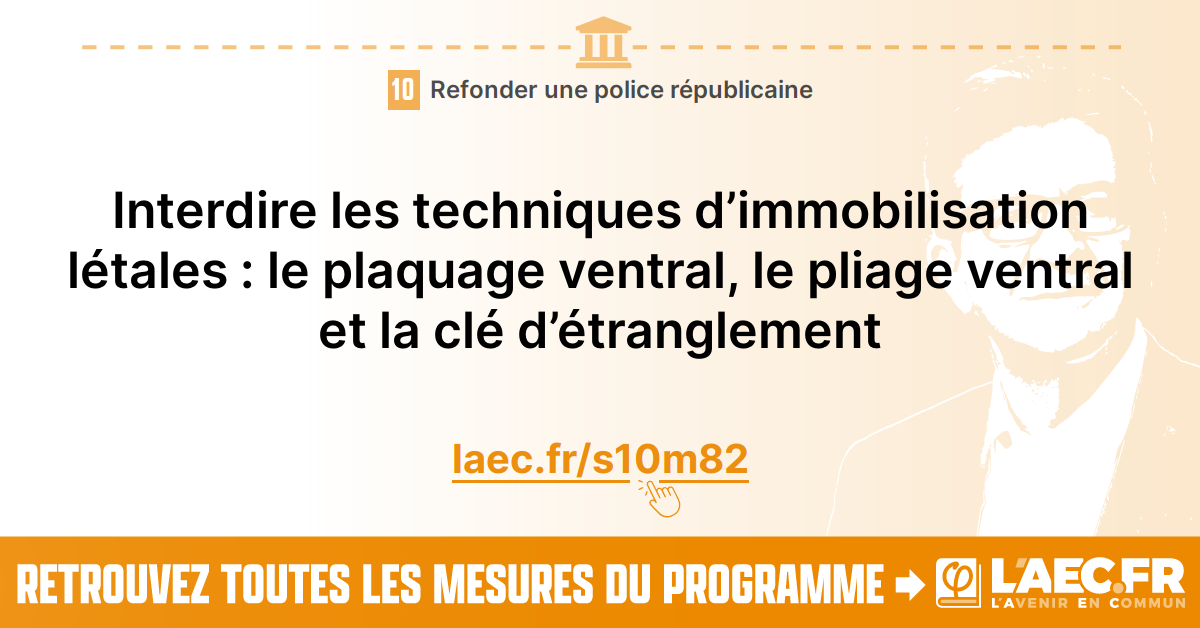 10 Refonder une police républicaine
Interdire les techniques d’immobilisation
létales : le plaquage ventral, le pliage ventral
et la clé d’étranglement
laec.fr/s10m82
RETROUVEZ TOUTES LES MESURES DU PROGRAMME
φ L'AEC.FR
L'AVENIR EN COMMUN